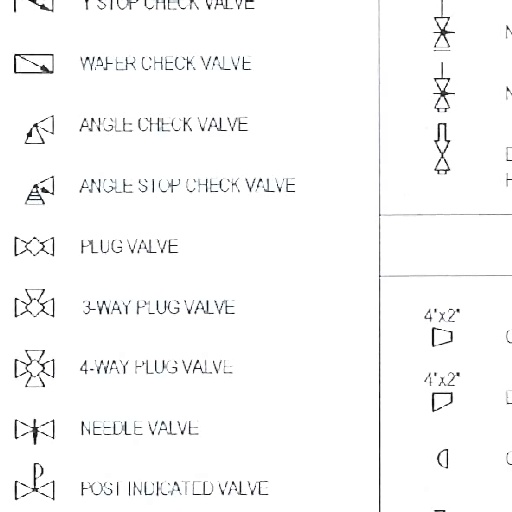 Y STOP CHECK VALVE
WAFER CHECK VALVE
ANGLE CHECK VALVE
ANGLE STOP CHECK VALVE
PLUG VALVE
3-WAY PLUG VALVE
4-WAY PLUG VALVE
NEEDLE VALVE
POST INDICATED VALVE
4"x2"
4"x2"